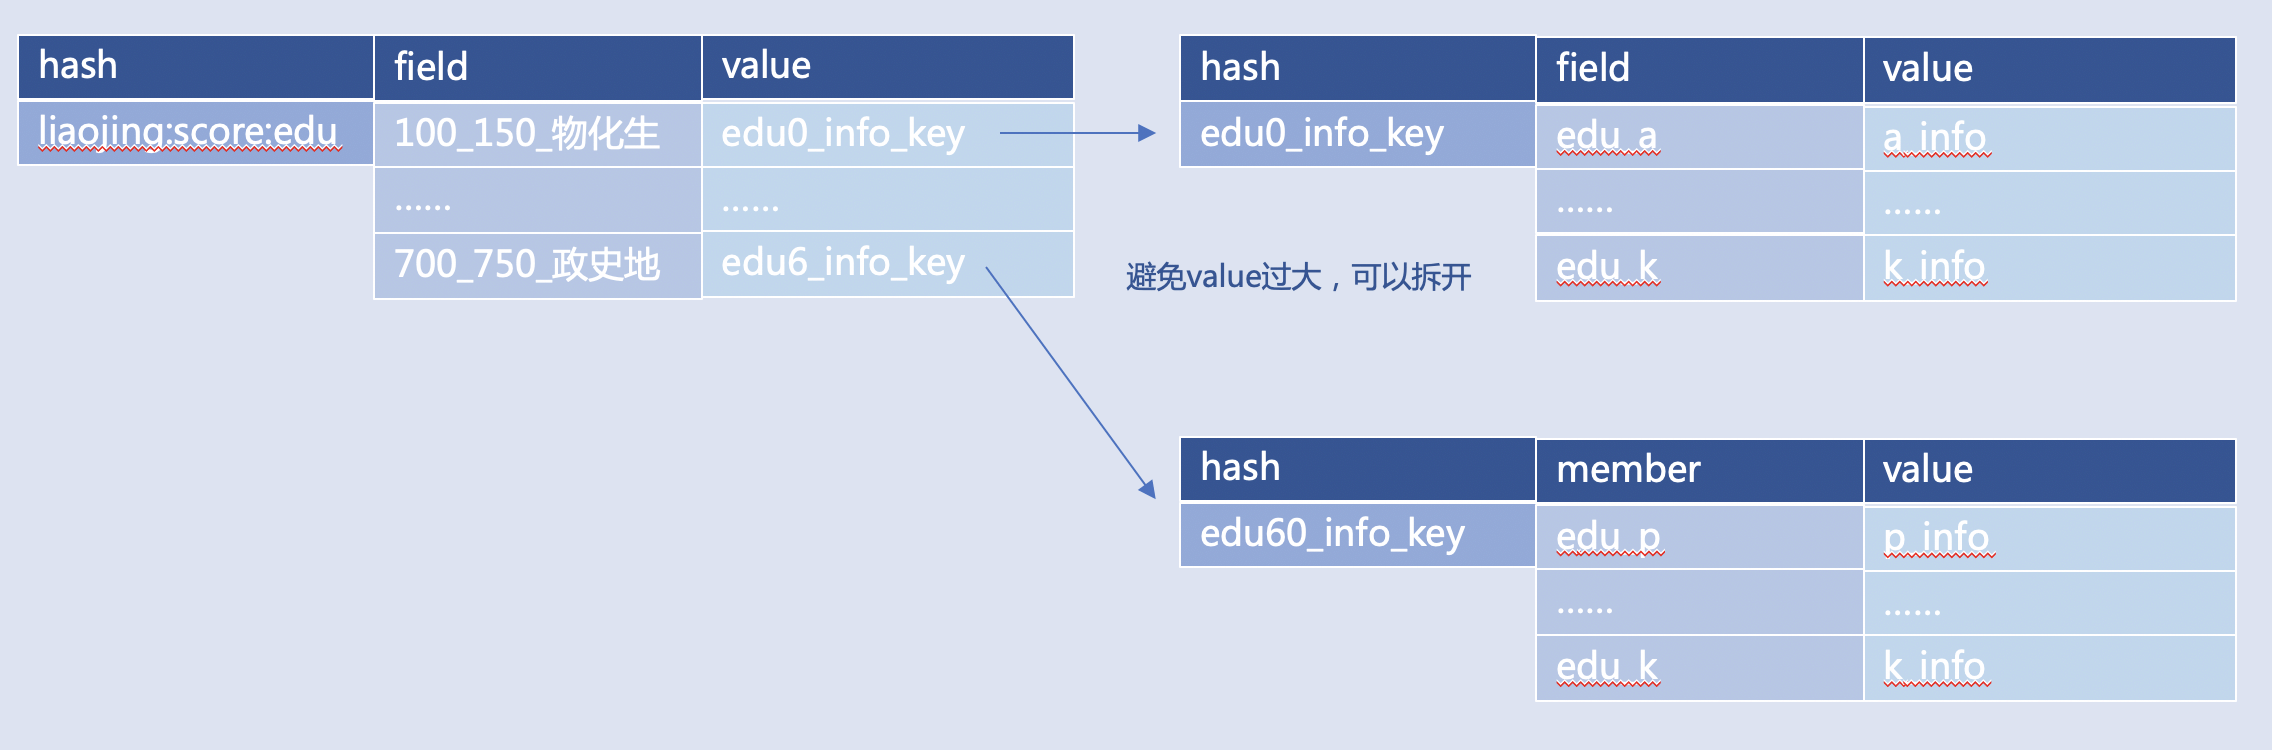 hash field value
liaojing:score:edu 100_150_物化生 edu0_info_key
...... ......
700_750_政史地 edu6_info_key
hash field value
edu0_info_key edu_a a_info
...... ......
edu_k k_info
避免value过大，可以拆开
hash member value
edu60_info_key edu_p p_info
...... ......
edu_k k_info